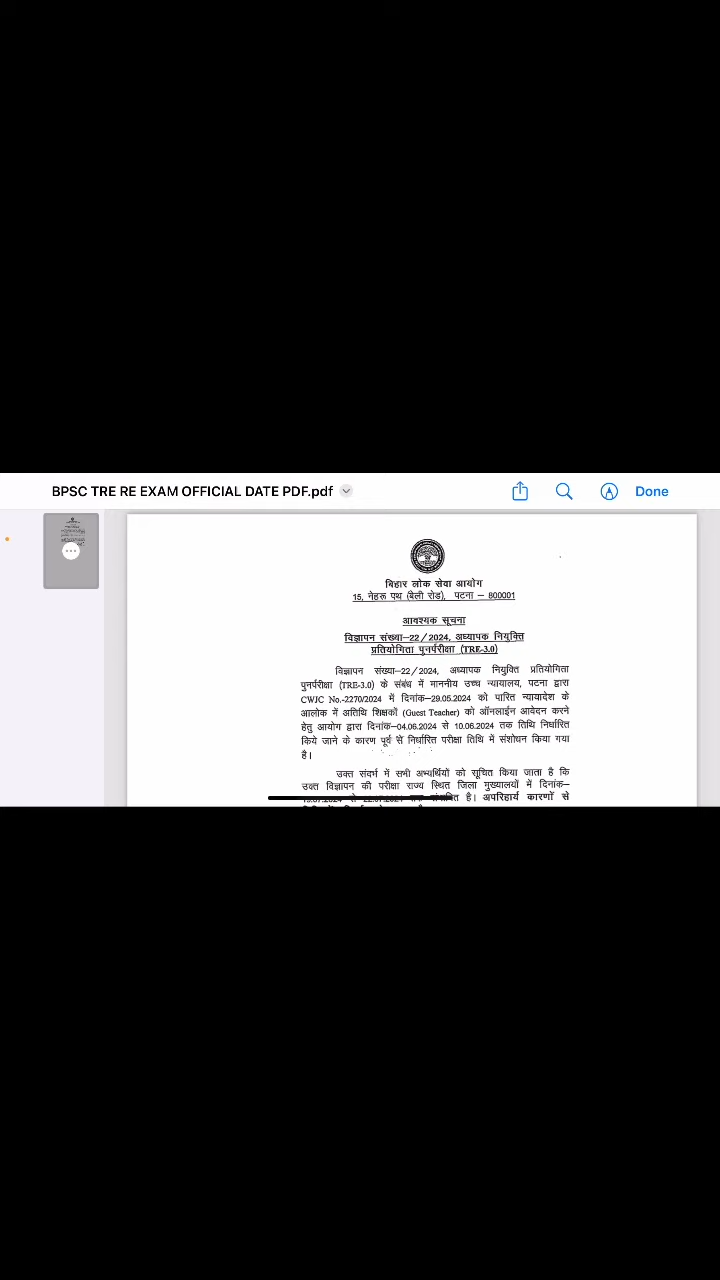 BPSC TRE RE EXAM OFFICIAL DATE PDF.pdf
Done
बिहार लोक सेवा आयोग
15, नेहरू पथ (बैली रोड), पटना – 800001
आवश्यक सूचना
विज्ञापन संख्या–22/2024, अध्यापक नियुक्ति
प्रतियोगिता पुनर्परीक्षा (TRE-3.0)
विज्ञापन संख्या–22/2024, अध्यापक नियुक्ति प्रतियोगिता
पुनर्परीक्षा (TRE-3.0) के संबंध में माननीय उच्च न्यायालय, पटना द्वारा
CWJC No.-2270/2024 में दिनांक–29.05.2024 को पारित न्यायादेश के
आलोक में अतिथि शिक्षकों (Guest Teacher) को ऑनलाईन आवेदन करने
हेतु आयोग द्वारा दिनांक–04.06.2024 से 10.06.2024 तक तिथि निर्धारित
किये जाने के कारण पूर्व से निर्धारित परीक्षा तिथि में संशोधन किया गया
है।
उक्त संदर्भ में सभी अभ्यर्थियों को सूचित किया जाता है कि
उक्त विज्ञापन की परीक्षा राज्य स्थित जिला मुख्यालयों में दिनांक–
है। अपरिहार्य कारणों से